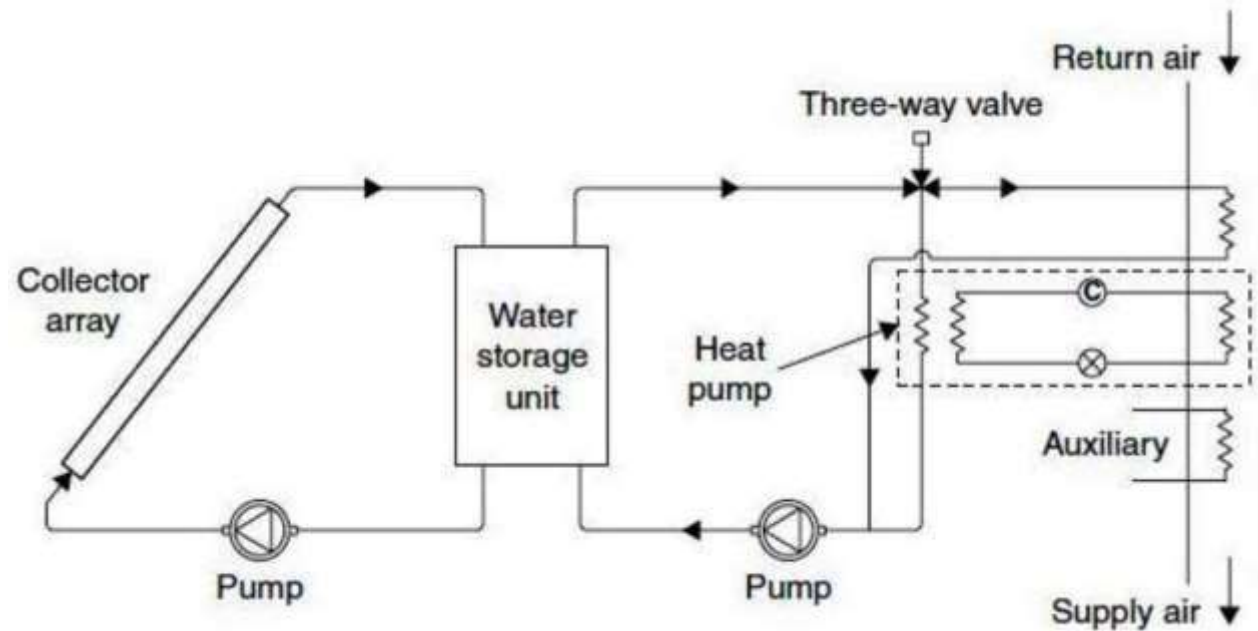 Return air
Three-way valve
Collector
array
Water
storage
unit
Heat
pump
C
Auxiliary
Pump
Pump
Supply air